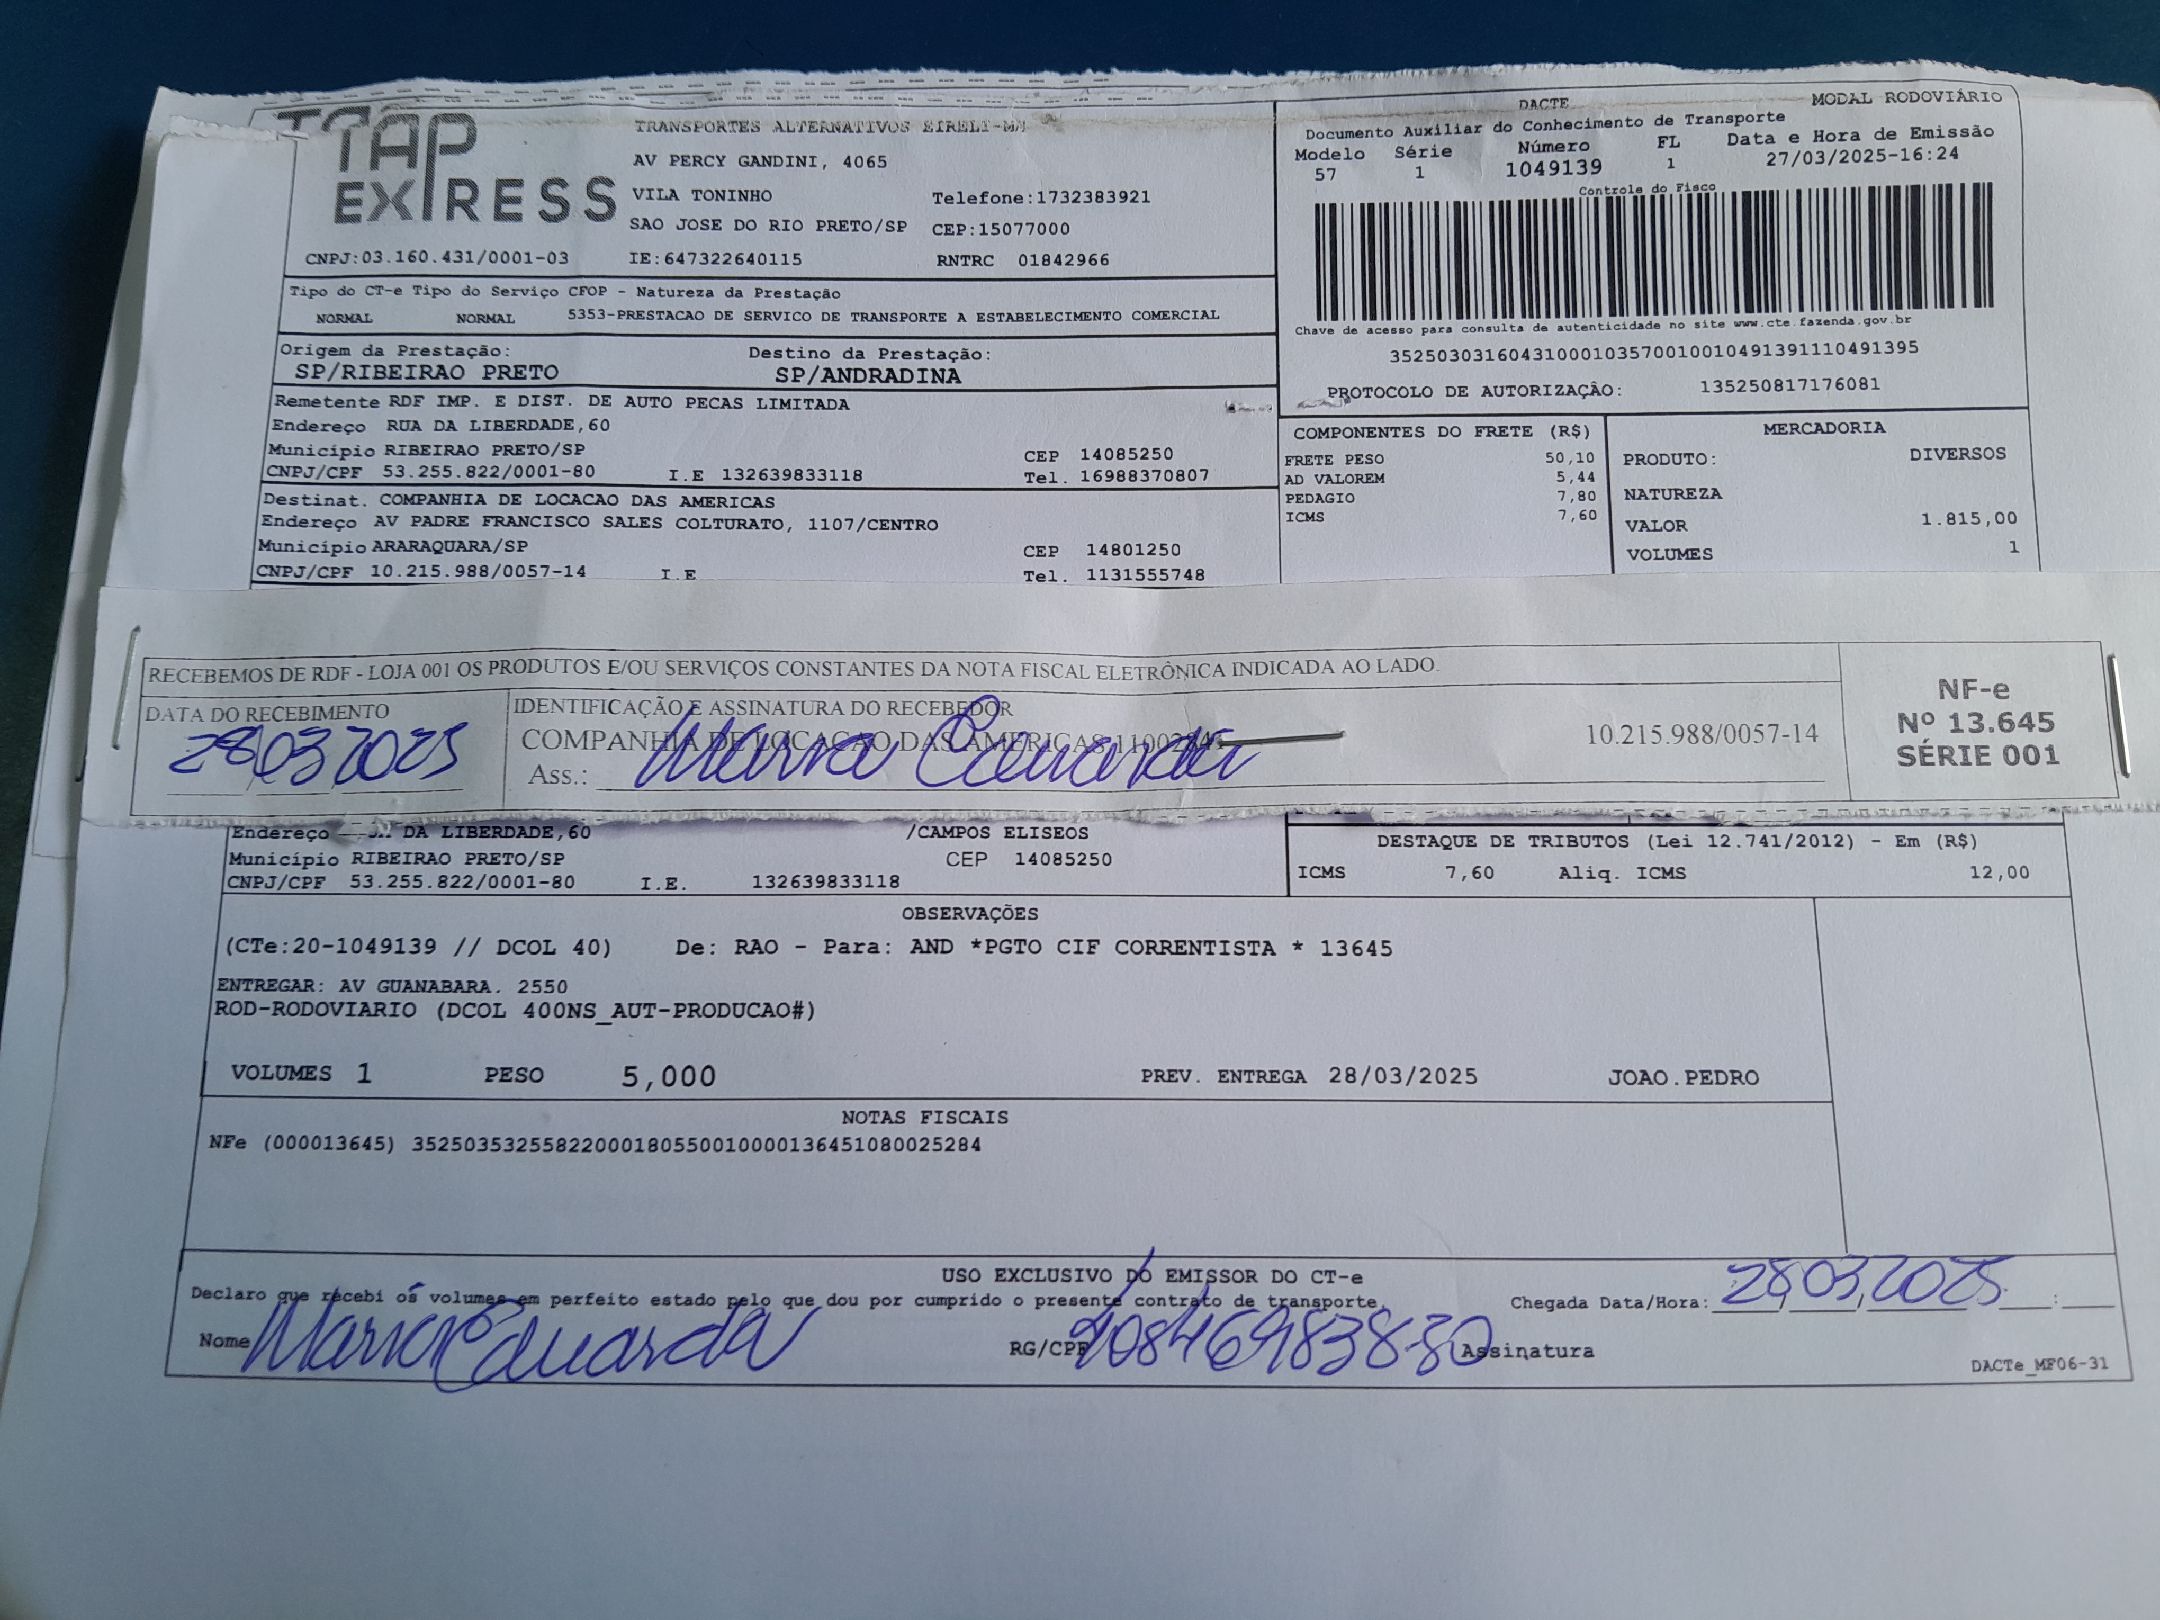 TAP
EXPRESS
TRANSPORTES ALTERNATIVOS EIRELI-MA
AV PERCY GANDINI, 4065
VILA TONINHO Telefone:1732383921
SAO JOSE DO RIO PRETO/SP CEP:15077000
CNPJ:03.160.431/0001-03 IE:647322640115 RNTRC 01842966
DACTE MODAL RODOVIÁRIO
Documento Auxiliar do Conhecimento de Transporte
Modelo Série Número FL Data e Hora de Emissão
57 1 1049139 1 27/03/2025-16:24
Controle do Fisco
Chave de acesso para consulta de autenticidade no site www.cte.fazenda.gov.br
35250303160431000103570010010491391110491395
PROTOCOLO DE AUTORIZAÇÃO: 135250817176081
Tipo do CT-e Tipo do Serviço CFOP - Natureza da Prestação
NORMAL NORMAL 5353-PRESTACAO DE SERVICO DE TRANSPORTE A ESTABELECIMENTO COMERCIAL
Origem da Prestação: Destino da Prestação:
SP/RIBEIRAO PRETO SP/ANDRADINA
Remetente RDF IMP. E DIST. DE AUTO PECAS LIMITADA
Endereço RUA DA LIBERDADE,60
Município RIBEIRAO PRETO/SP CEP 14085250
CNPJ/CPF 53.255.822/0001-80 I.E 132639833118 Tel. 16988370807
Destinat. COMPANHIA DE LOCACAO DAS AMERICAS
Endereço AV PADRE FRANCISCO SALES COLTURATO, 1107/CENTRO
Município ARARAQUARA/SP CEP 14801250
CNPJ/CPF 10.215.988/0057-14 I.E Tel. 1131555748
COMPONENTES DO FRETE (R$)
FRETE PESO 50,10
AD VALOREM 5,44
PEDAGIO 7,80
ICMS 7,60
MERCADORIA
PRODUTO: DIVERSOS
NATUREZA
VALOR 1.815,00
VOLUMES 1
RECEBEMOS DE RDF - LOJA 001 OS PRODUTOS E/OU SERVIÇOS CONSTANTES DA NOTA FISCAL ELETRÔNICA INDICADA AO LADO.
DATA DO RECEBIMENTO
28/03/2025
IDENTIFICAÇÃO E ASSINATURA DO RECEBEDOR
COMPANHIA DE LOCACAO DAS AMERICAS 10.215.988/0057-14
Ass.: Maria Eduarda
NF-e
Nº 13.645
SÉRIE 001
Endereço DA LIBERDADE,60 /CAMPOS ELISEOS
Município RIBEIRAO PRETO/SP CEP 14085250
CNPJ/CPF 53.255.822/0001-80 I.E. 132639833118
DESTAQUE DE TRIBUTOS (Lei 12.741/2012) - Em (R$)
ICMS 7,60 Aliq. ICMS 12,00
OBSERVAÇÕES
(CTe:20-1049139 // DCOL 40) De: RAO - Para: AND *PGTO CIF CORRENTISTA * 13645
ENTREGAR: AV GUANABARA. 2550
ROD-RODOVIARIO (DCOL 400NS_AUT-PRODUCAO#)
VOLUMES 1 PESO 5,000 PREV. ENTREGA 28/03/2025 JOAO.PEDRO
NOTAS FISCAIS
NFe (000013645) 35250353255822000180550010000136451080025284
USO EXCLUSIVO DO EMISSOR DO CT-e
Declaro que recebi os volumes em perfeito estado pelo que dou por cumprido o presente contrato de transporte. Chegada Data/Hora: 28/03/2025 :
Nome Maria Eduarda RG/CPF 408469838-30 Assinatura
DACTe_MF06-31